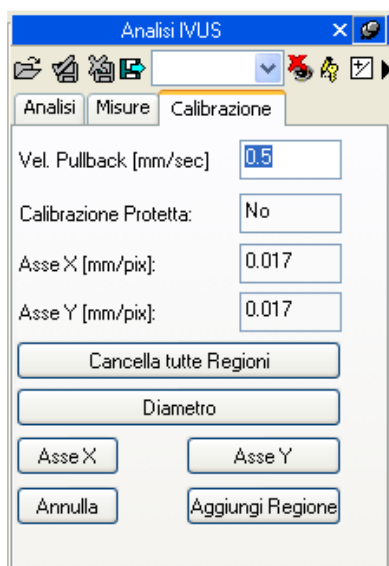 Analisi IVUS
Analisi Misure Calibrazione
Vel. Pullback [mm/sec] 0.5
Calibrazione Protetta: No
Asse X [mm/pix]: 0.017
Asse Y [mm/pix]: 0.017
Cancella tutte Regioni
Diametro
Asse X Asse Y
Annulla Aggiungi Regione